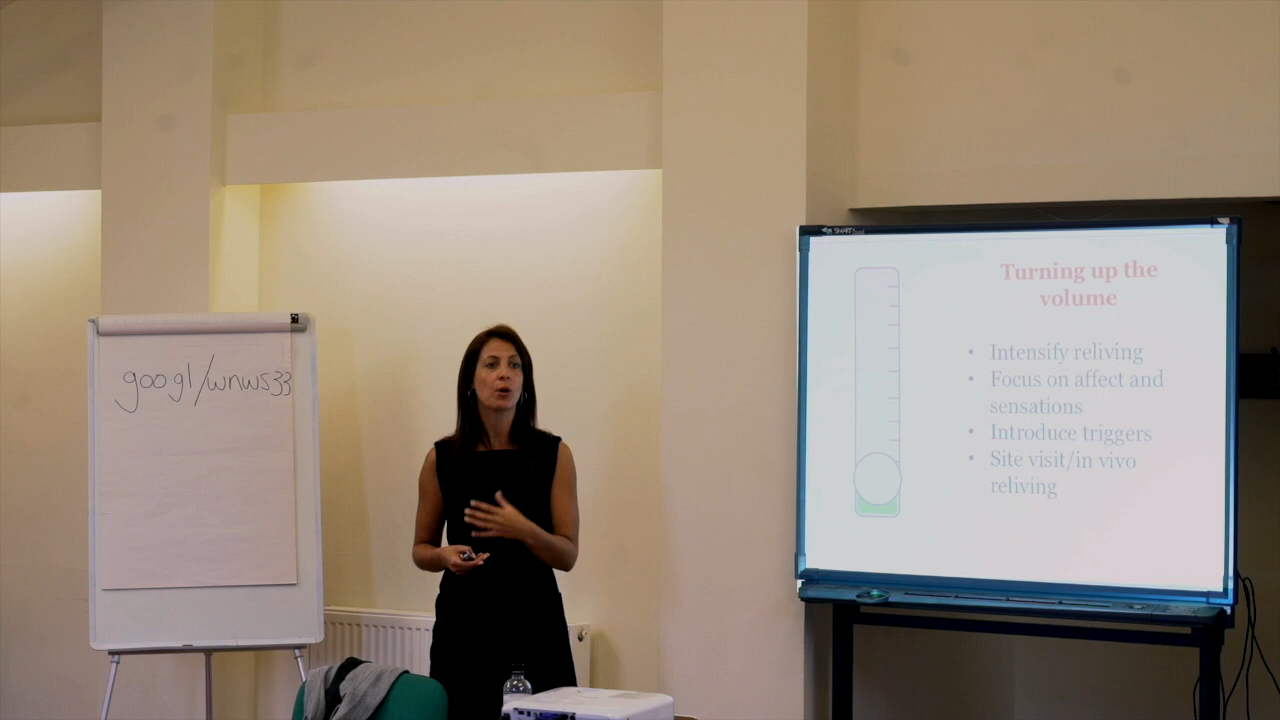 goo.gl/wnws33
SMART
Turning up the
volume
• Intensify reliving
• Focus on affect and
sensations
• Introduce triggers
• Site visit/in vivo
reliving